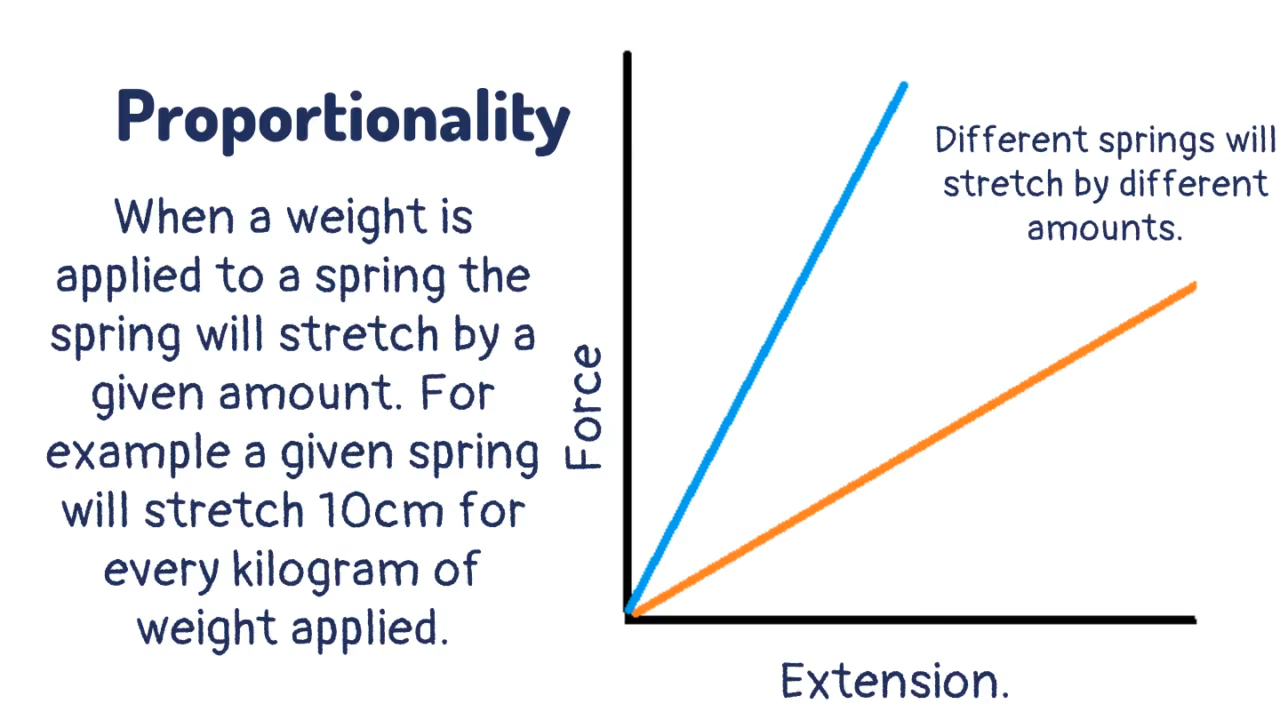 Proportionality
When a weight is
applied to a spring the
spring will stretch by a
given amount. For
example a given spring
will stretch 10cm for
every kilogram of
weight applied.
Force
Different springs will
stretch by different
amounts.
Extension.